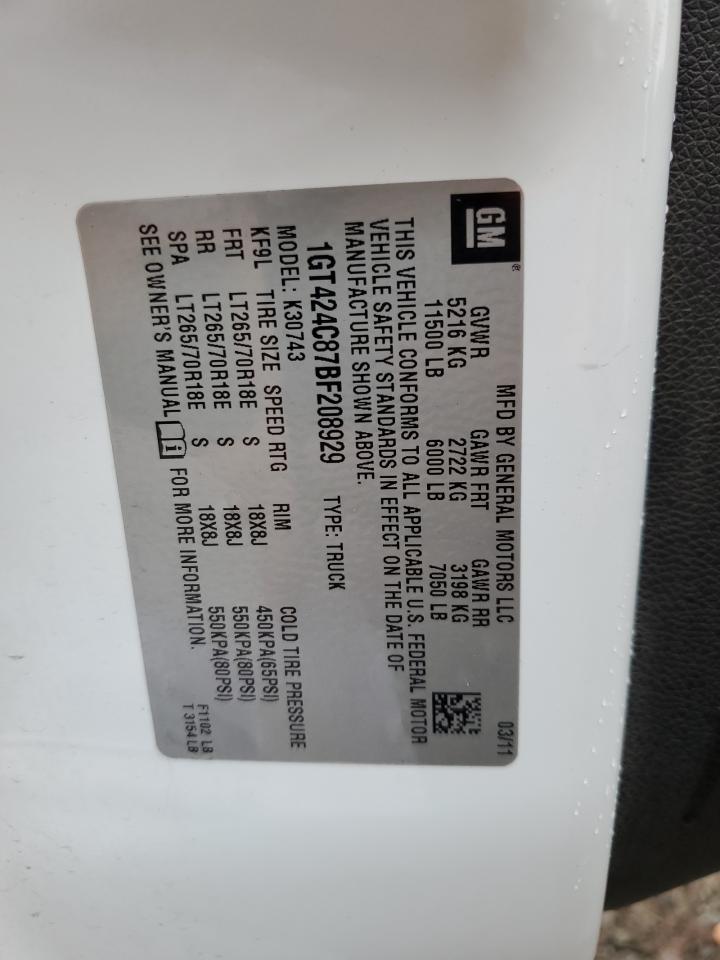 GM®
MFD BY GENERAL MOTORS LLC 03/11
GVWR GAWR FRT GAWR RR
5216 KG 2722 KG 3198 KG
11500 LB 6000 LB 7050 LB
THIS VEHICLE CONFORMS TO ALL APPLICABLE U.S. FEDERAL MOTOR
VEHICLE SAFETY STANDARDS IN EFFECT ON THE DATE OF
MANUFACTURE SHOWN ABOVE.
1GT424C87BF208929 TYPE: TRUCK
MODEL: K30743
KF9L TIRE SIZE SPEED RTG RIM COLD TIRE PRESSURE
FRT LT265/70R18E S 18X8J 450KPA(65PSI)
RR LT265/70R18E S 18X8J 550KPA(80PSI)
SPA LT265/70R18E S 18X8J 550KPA(80PSI)
SEE OWNER'S MANUAL FOR MORE INFORMATION.
F1102 LB
T 3154 LB